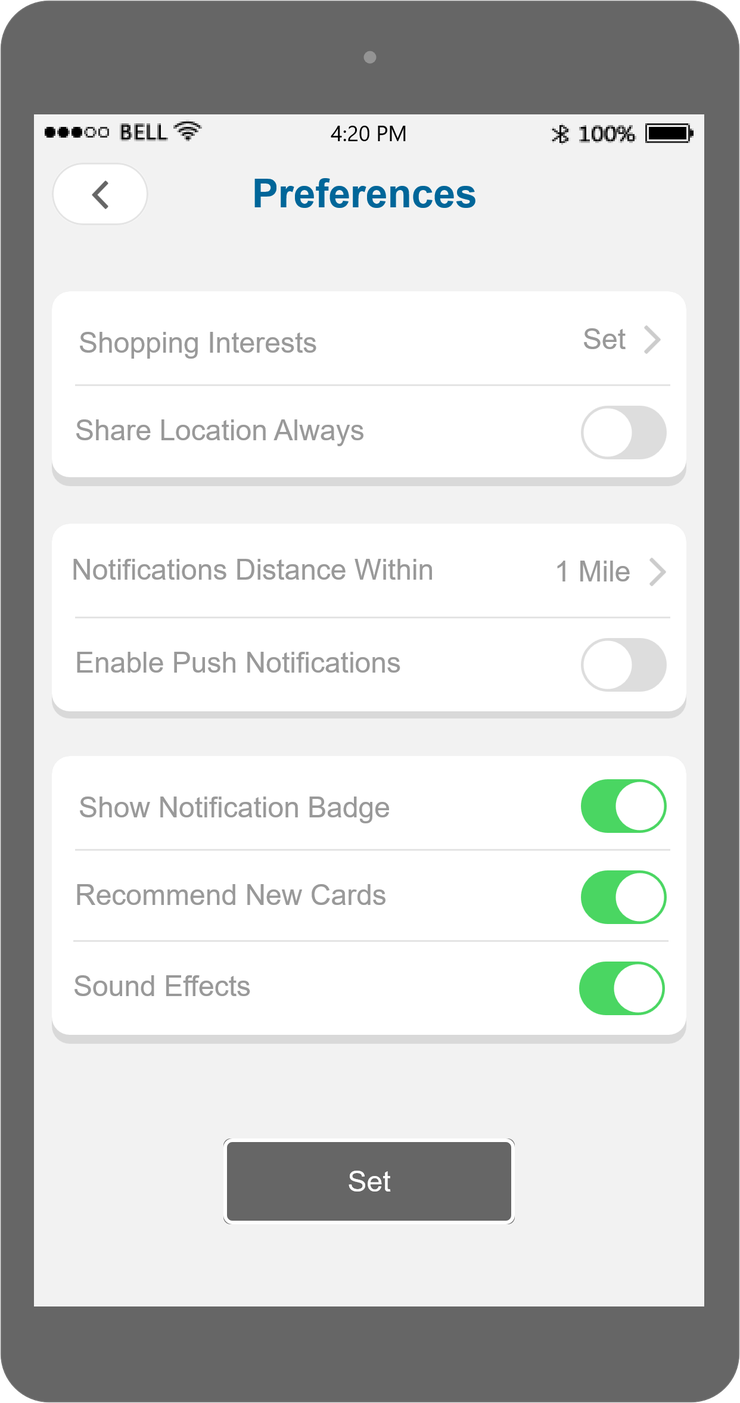 BELL 4:20 PM 100%
Preferences
Shopping Interests Set
Share Location Always
Notifications Distance Within 1 Mile
Enable Push Notifications
Show Notification Badge
Recommend New Cards
Sound Effects
Set